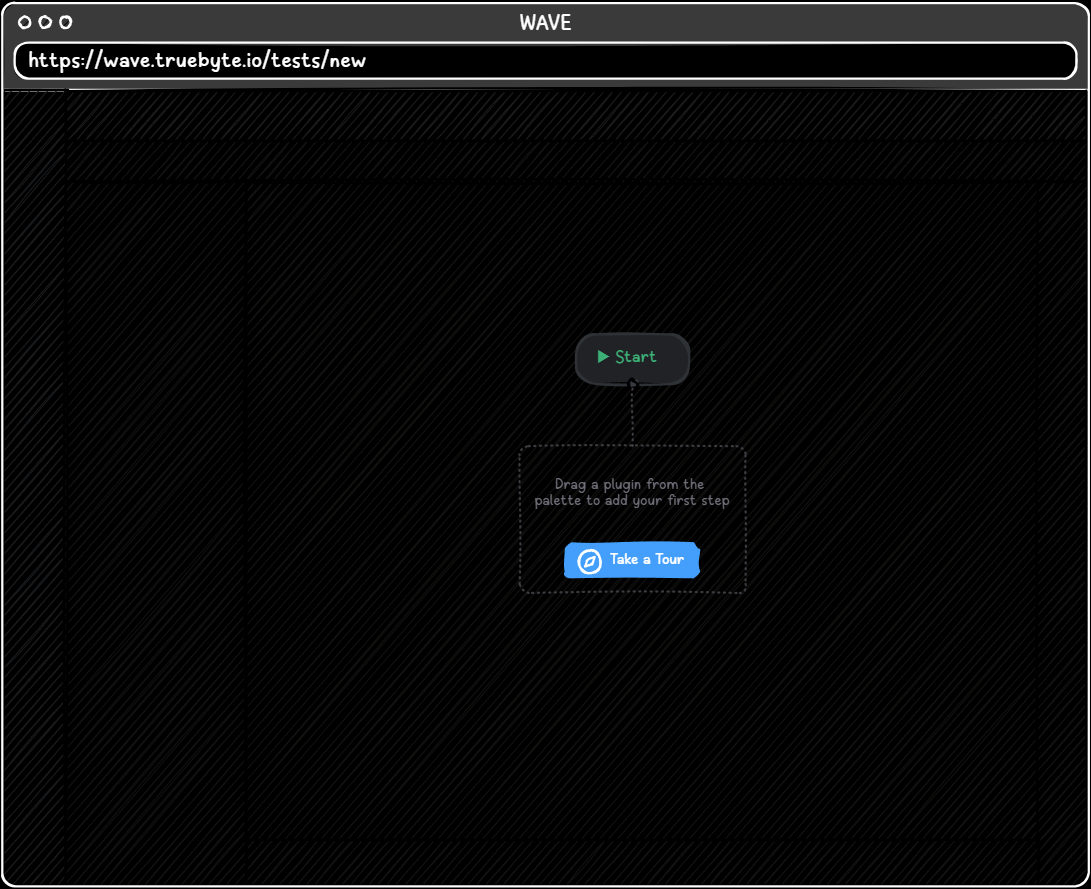 WAVE
https://wave.truebyte.io/tests/new
Start
Drag a plugin from the
palette to add your first step
Take a Tour